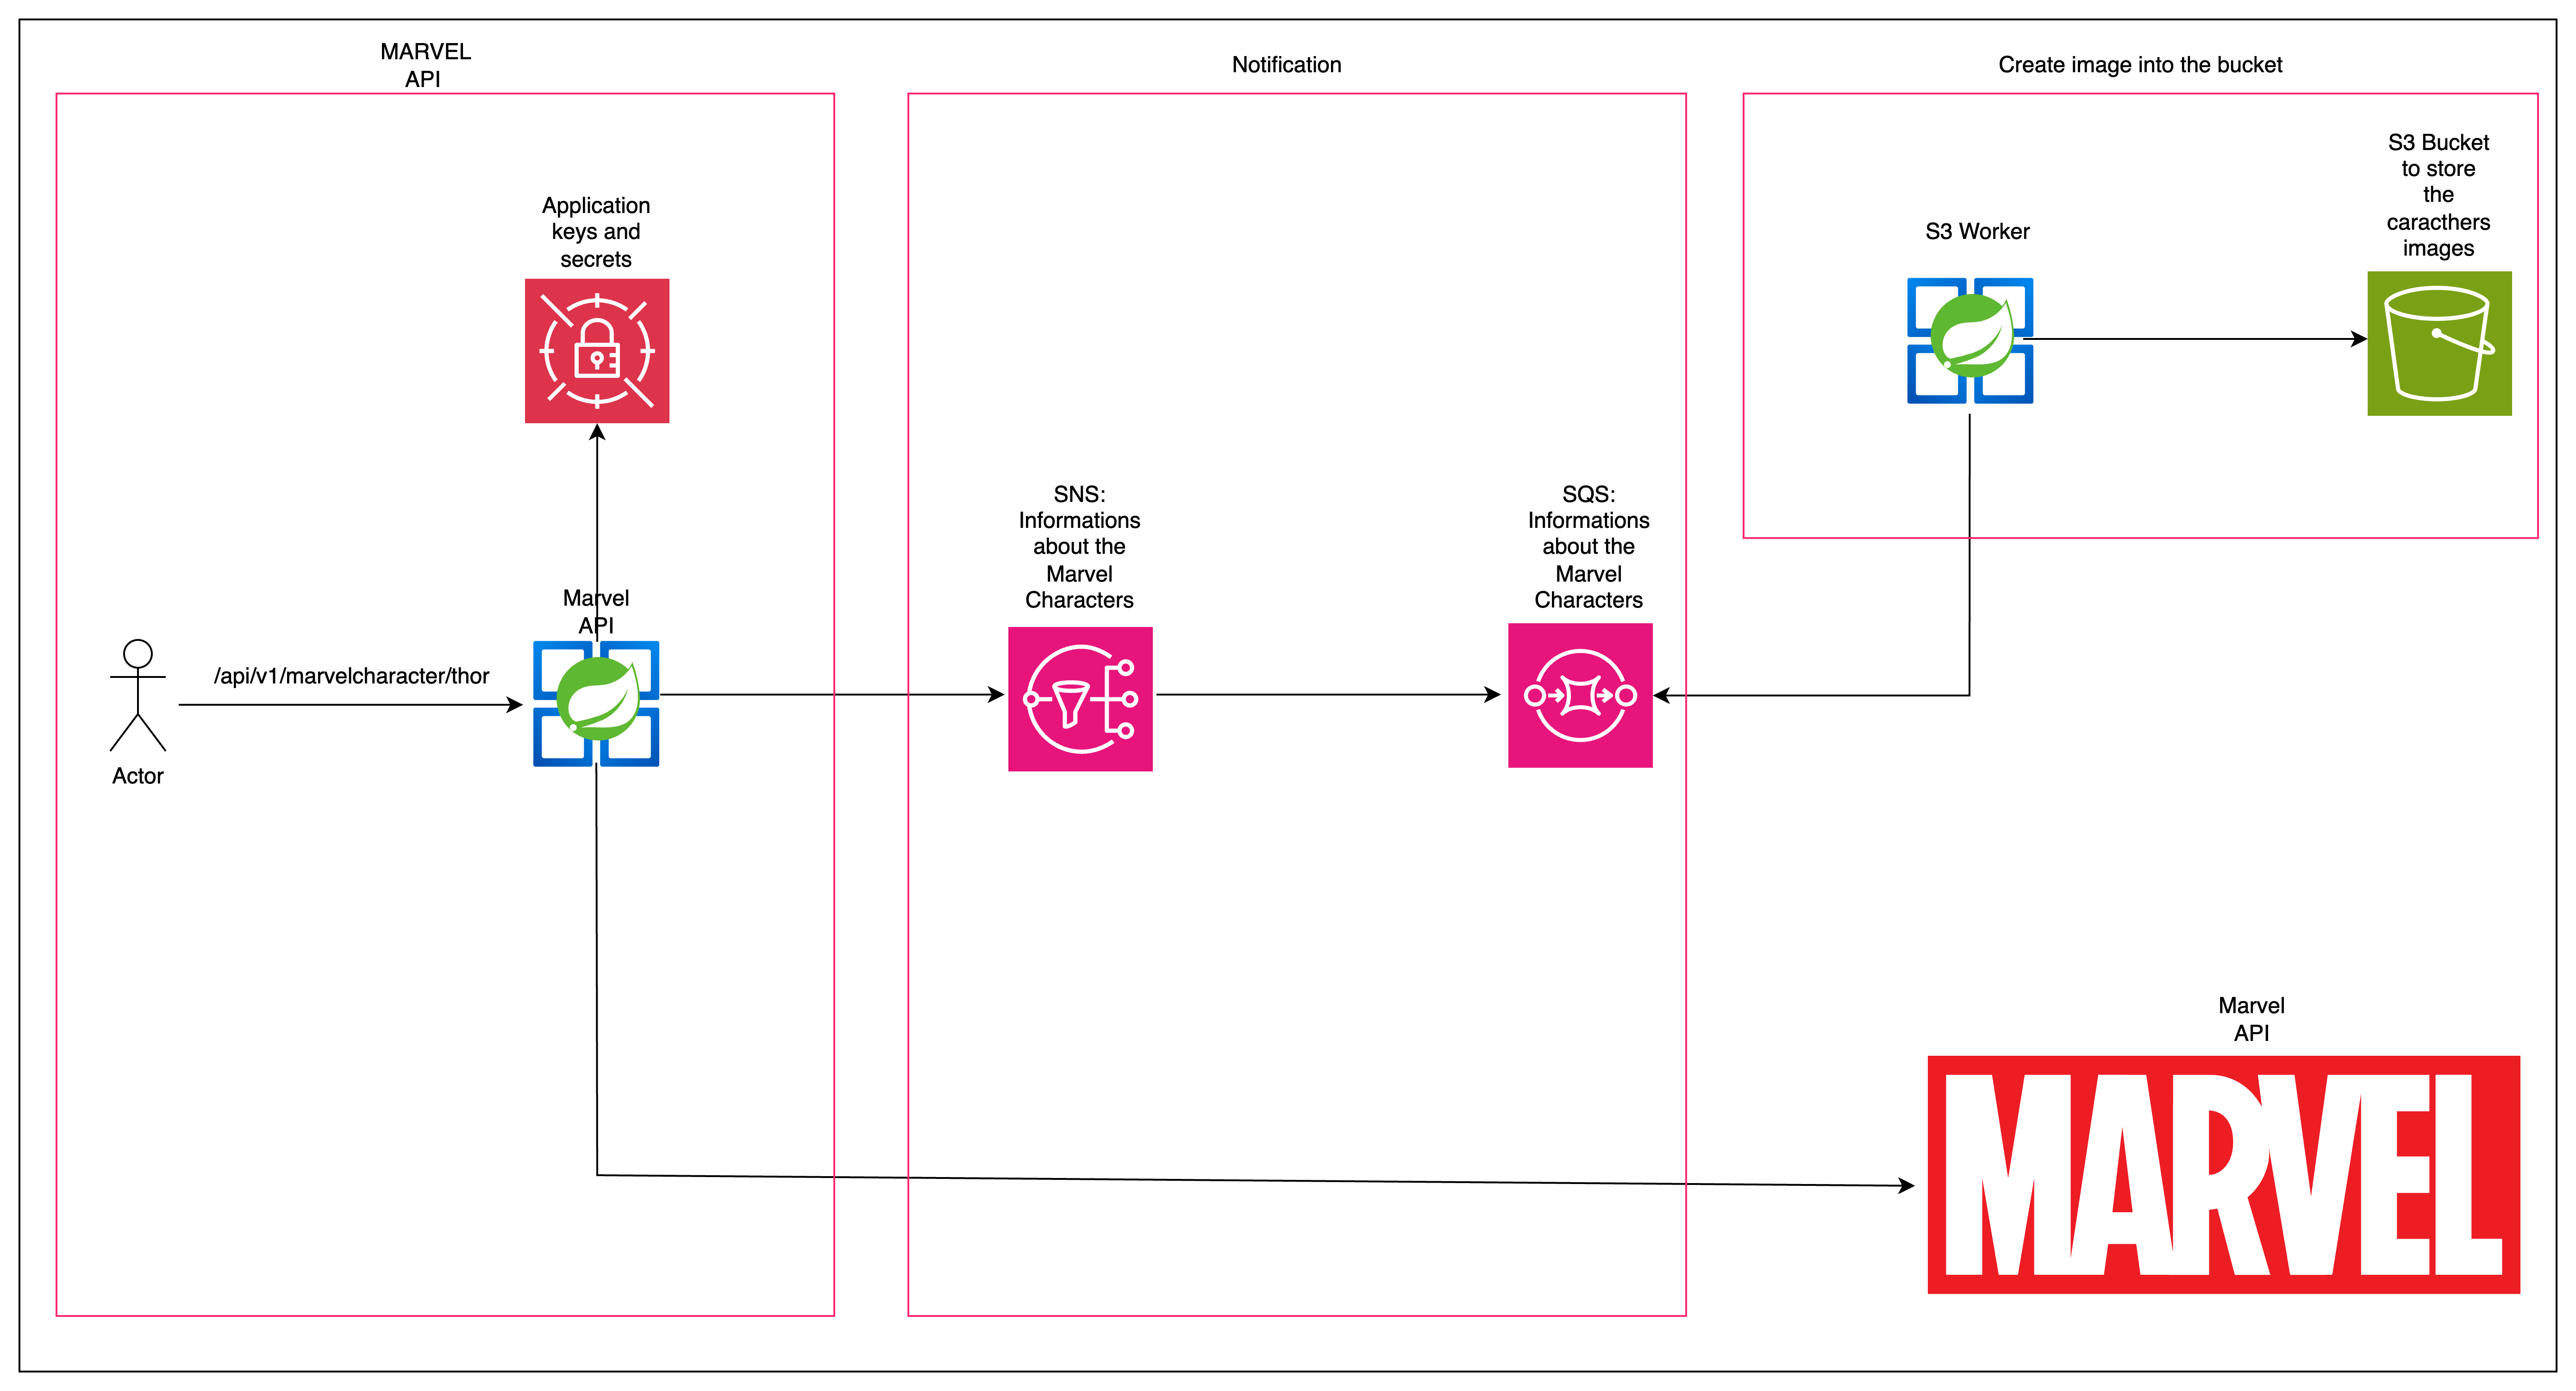 MARVEL
API
Notification
Create image into the bucket
Application
keys and
secrets
Marvel
API
/api/v1/marvelcharacter/thor
Actor
SNS:
Informations
about the
Marvel
Characters
SQS:
Informations
about the
Marvel
Characters
S3 Worker
S3 Bucket
to store
the
caracthers
images
Marvel
API
MARVEL